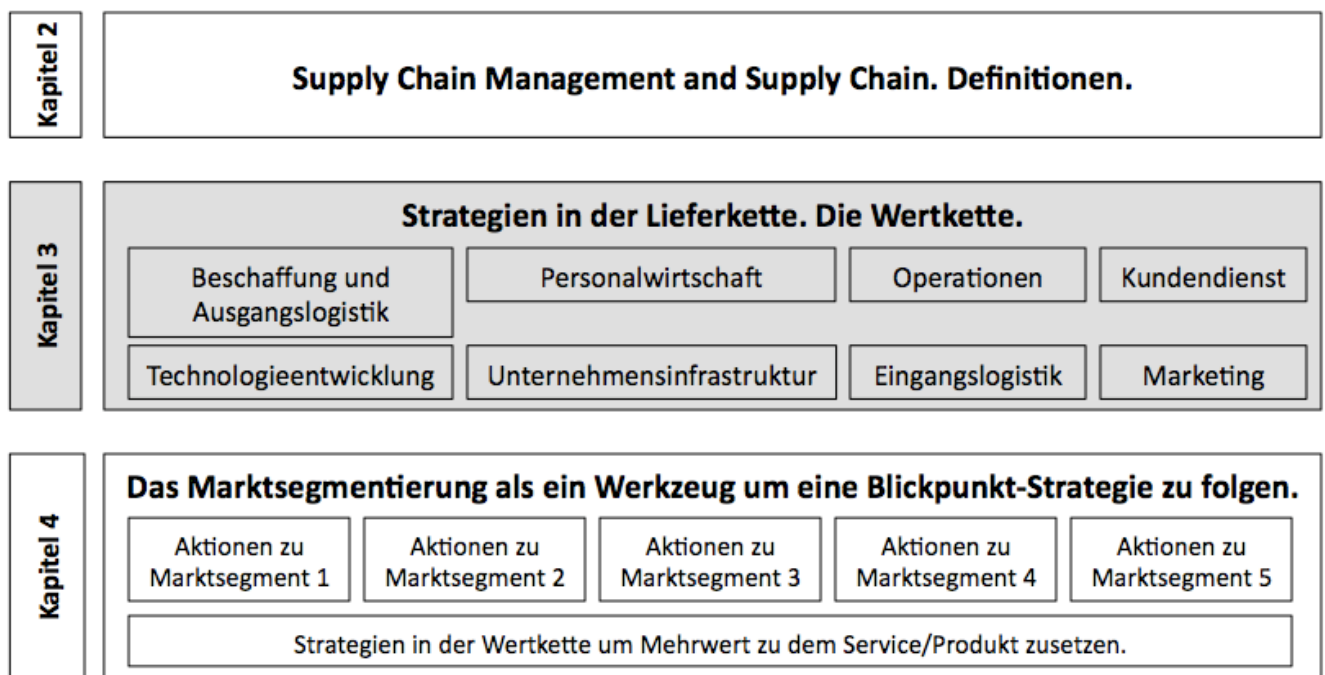 Kapitel 2
Supply Chain Management and Supply Chain. Definitionen.
Kapitel 3
Strategien in der Lieferkette. Die Wertkette.
Beschaffung und
Ausgangslogistik
Personalwirtschaft
Operationen
Kundendienst
Technologieentwicklung
Unternehmensinfrastruktur
Eingangslogistik
Marketing
Kapitel 4
Das Marktsegmentierung als ein Werkzeug um eine Blickpunkt-Strategie zu folgen.
Aktionen zu
Marktsegment 1
Aktionen zu
Marktsegment 2
Aktionen zu
Marktsegment 3
Aktionen zu
Marktsegment 4
Aktionen zu
Marktsegment 5
Strategien in der Wertkette um Mehrwert zu dem Service/Produkt zusetzen.